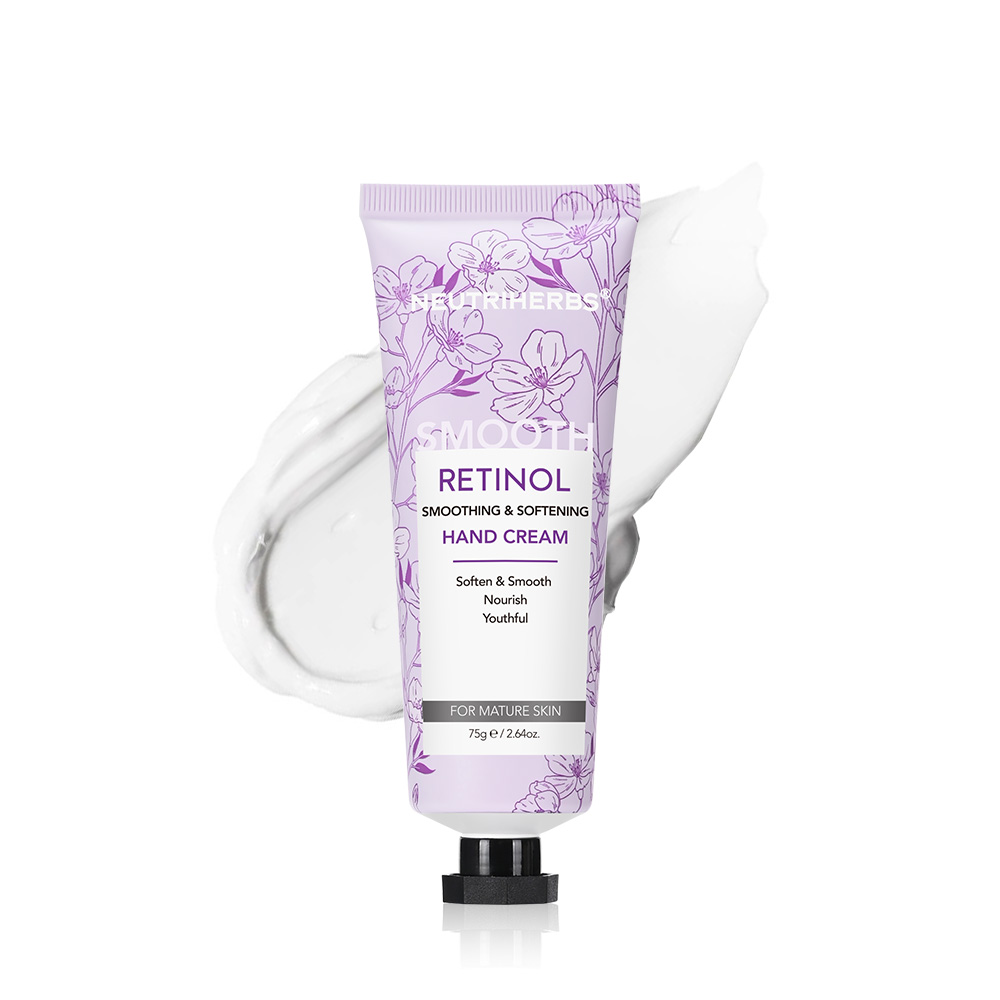 NEUTRIHERBS®
SMOOTH
RETINOL
SMOOTHING & SOFTENING
HAND CREAM
Soften & Smooth
Nourish
Youthful
FOR MATURE SKIN
75g ℮ / 2.64oz.